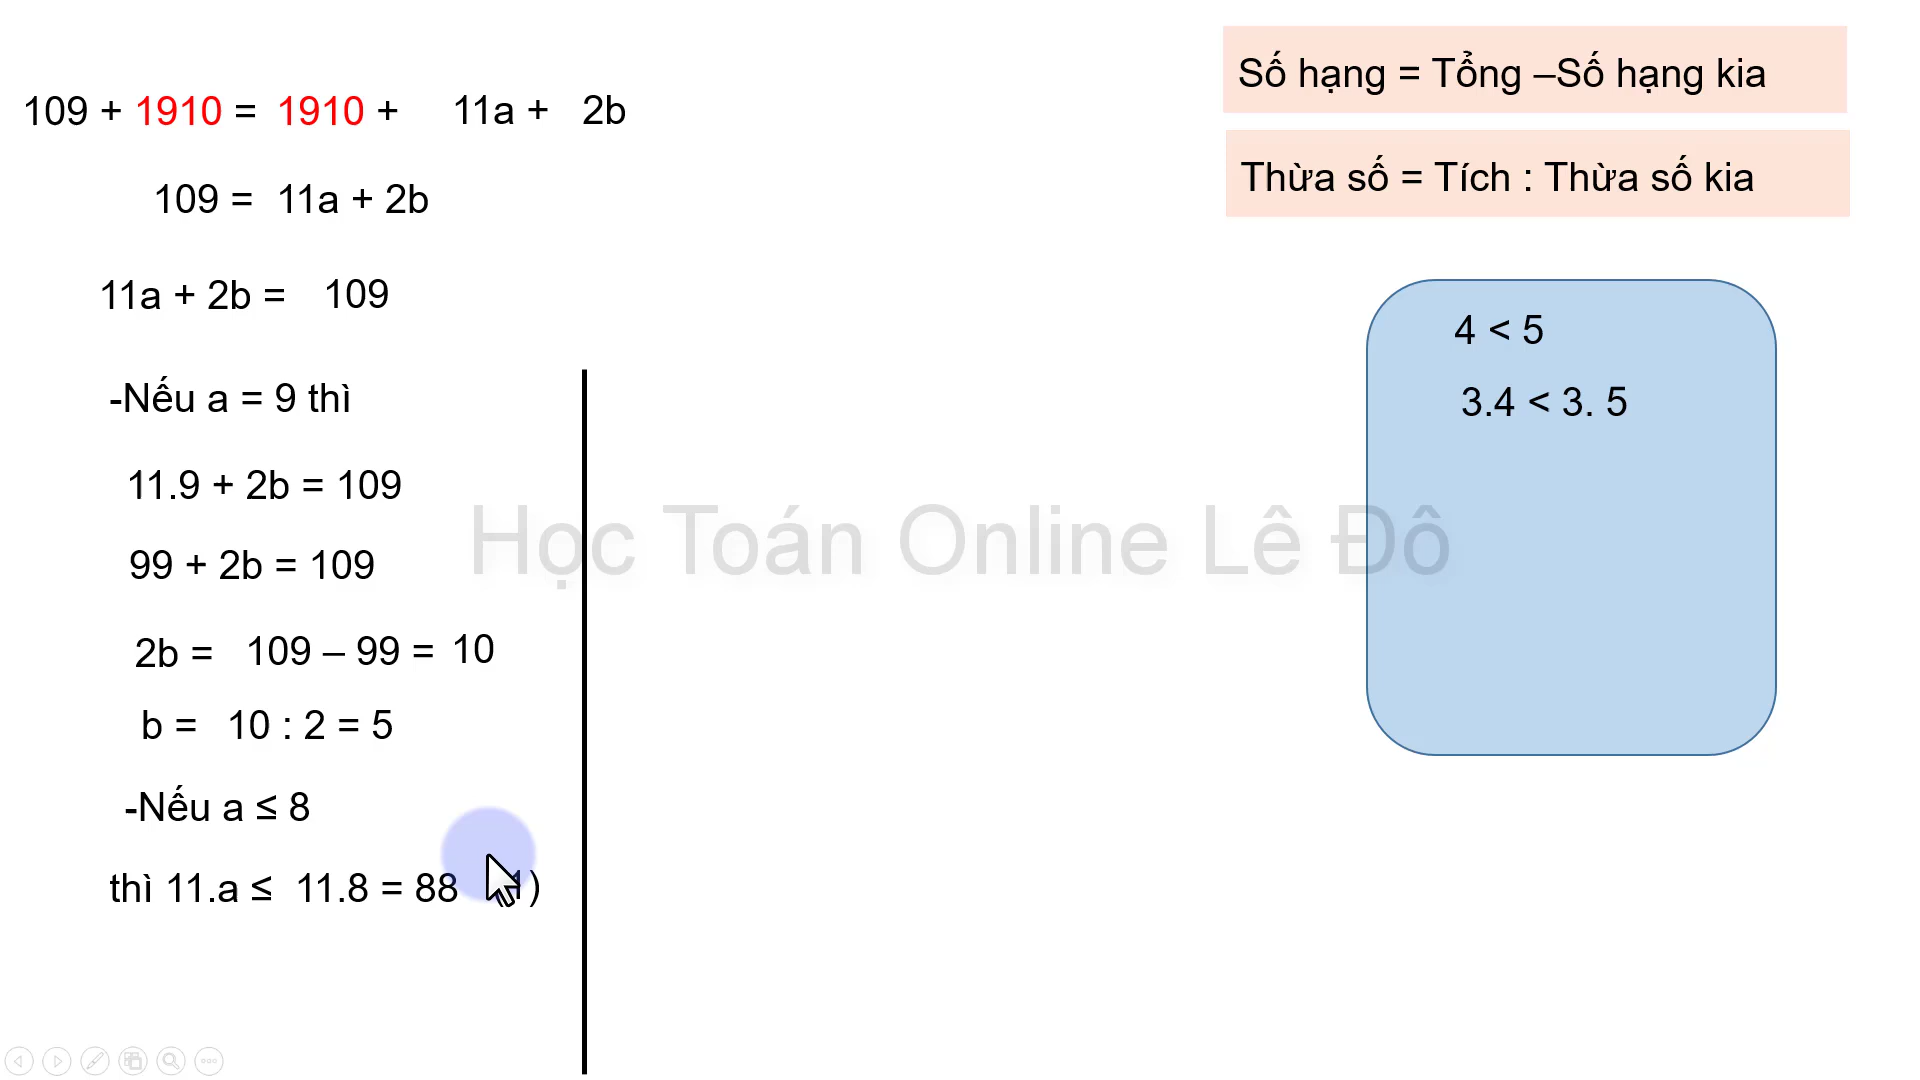 109 + 1910 = 1910 + 11a + 2b
109 = 11a + 2b
11a + 2b = 109
-Nếu a = 9 thì
11.9 + 2b = 109
99 + 2b = 109
2b = 109 – 99 = 10
b = 10 : 2 = 5
-Nếu a ≤ 8
thì 11.a ≤ 11.8 = 88
Số hạng = Tổng –Số hạng kia
Thừa số = Tích : Thừa số kia
4 < 5
3.4 < 3. 5
Học Toán Online Lê Đô